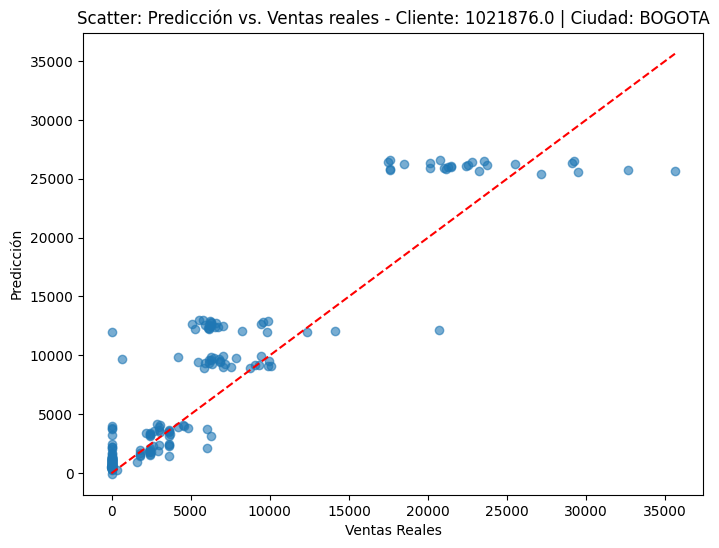 Scatter: Predicción vs. Ventas reales - Cliente: 1021876.0 | Ciudad: BOGOTA
35000
30000
25000
20000
15000
10000
5000
0
Predicción
0 5000 10000 15000 20000 25000 30000 35000
Ventas Reales